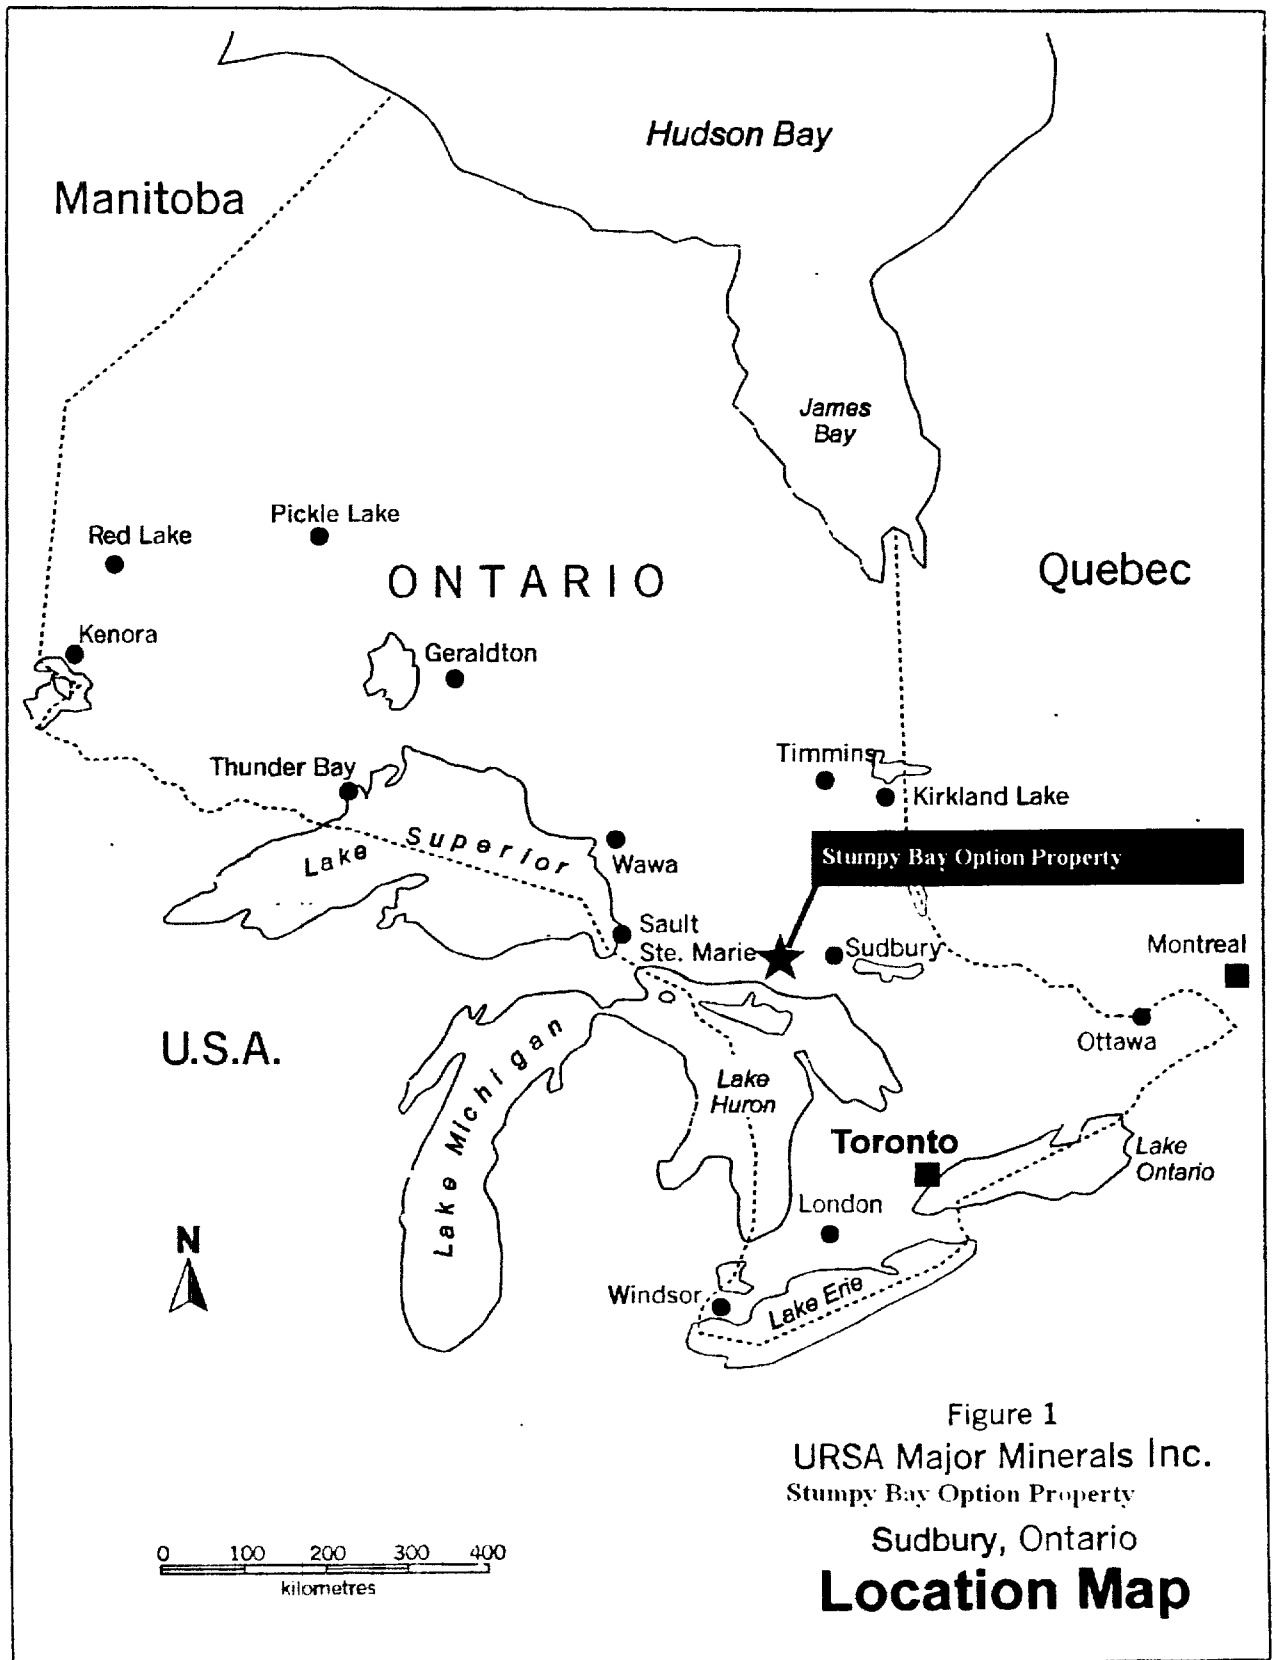 Hudson Bay
Manitoba
James
Bay
Pickle Lake
Red Lake
ONTARIO
Quebec
Kenora
Geraldton
Timmins
Thunder Bay
Kirkland Lake
Lake Superior
Wawa
Stumpy Bay Option Property
Sault
Ste. Marie
Sudbury
Montreal
U.S.A.
Ottawa
Lake Michigan
Lake
Huron
Toronto
Lake
Ontario
London
N
Windsor
Lake Erie
Figure 1
URSA Major Minerals Inc.
Stumpy Bay Option Property
Sudbury, Ontario
Location Map
0 100 200 300 400
kilometres